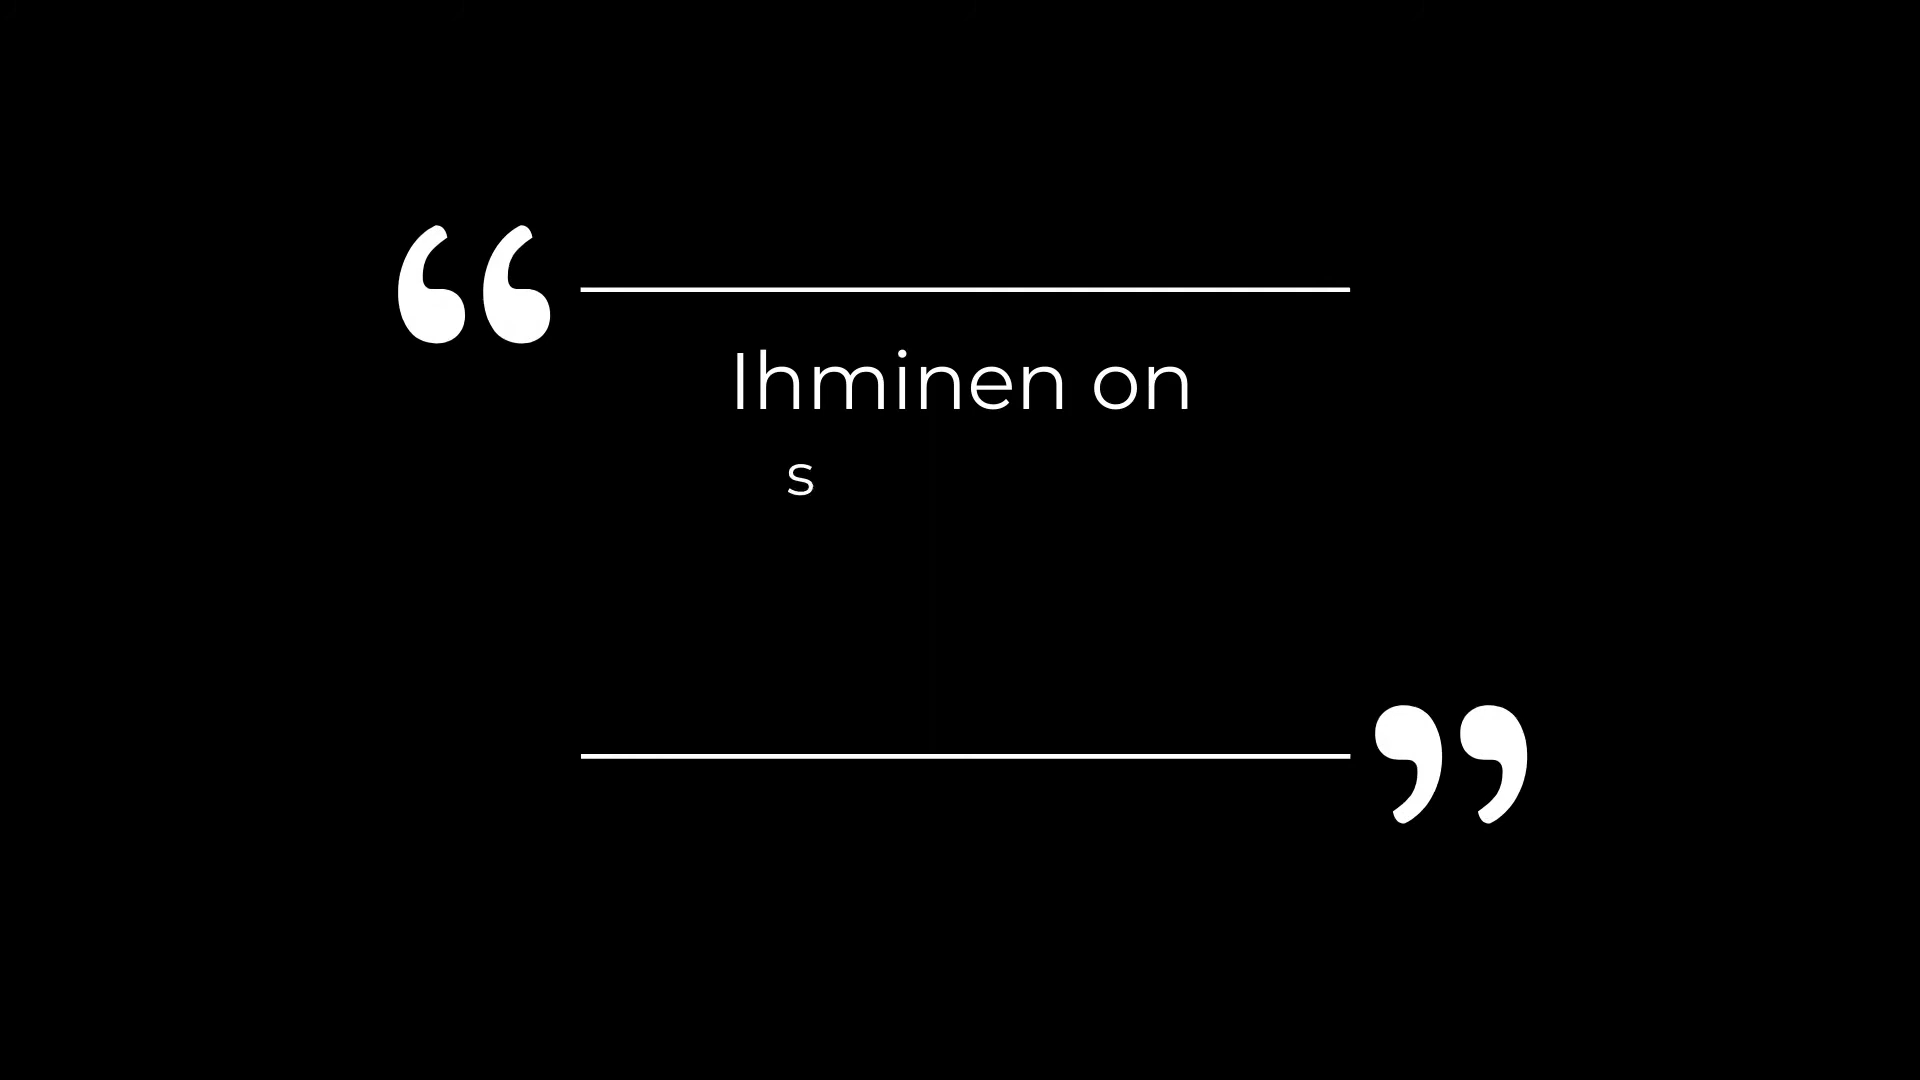 “
Ihminen on
s
”